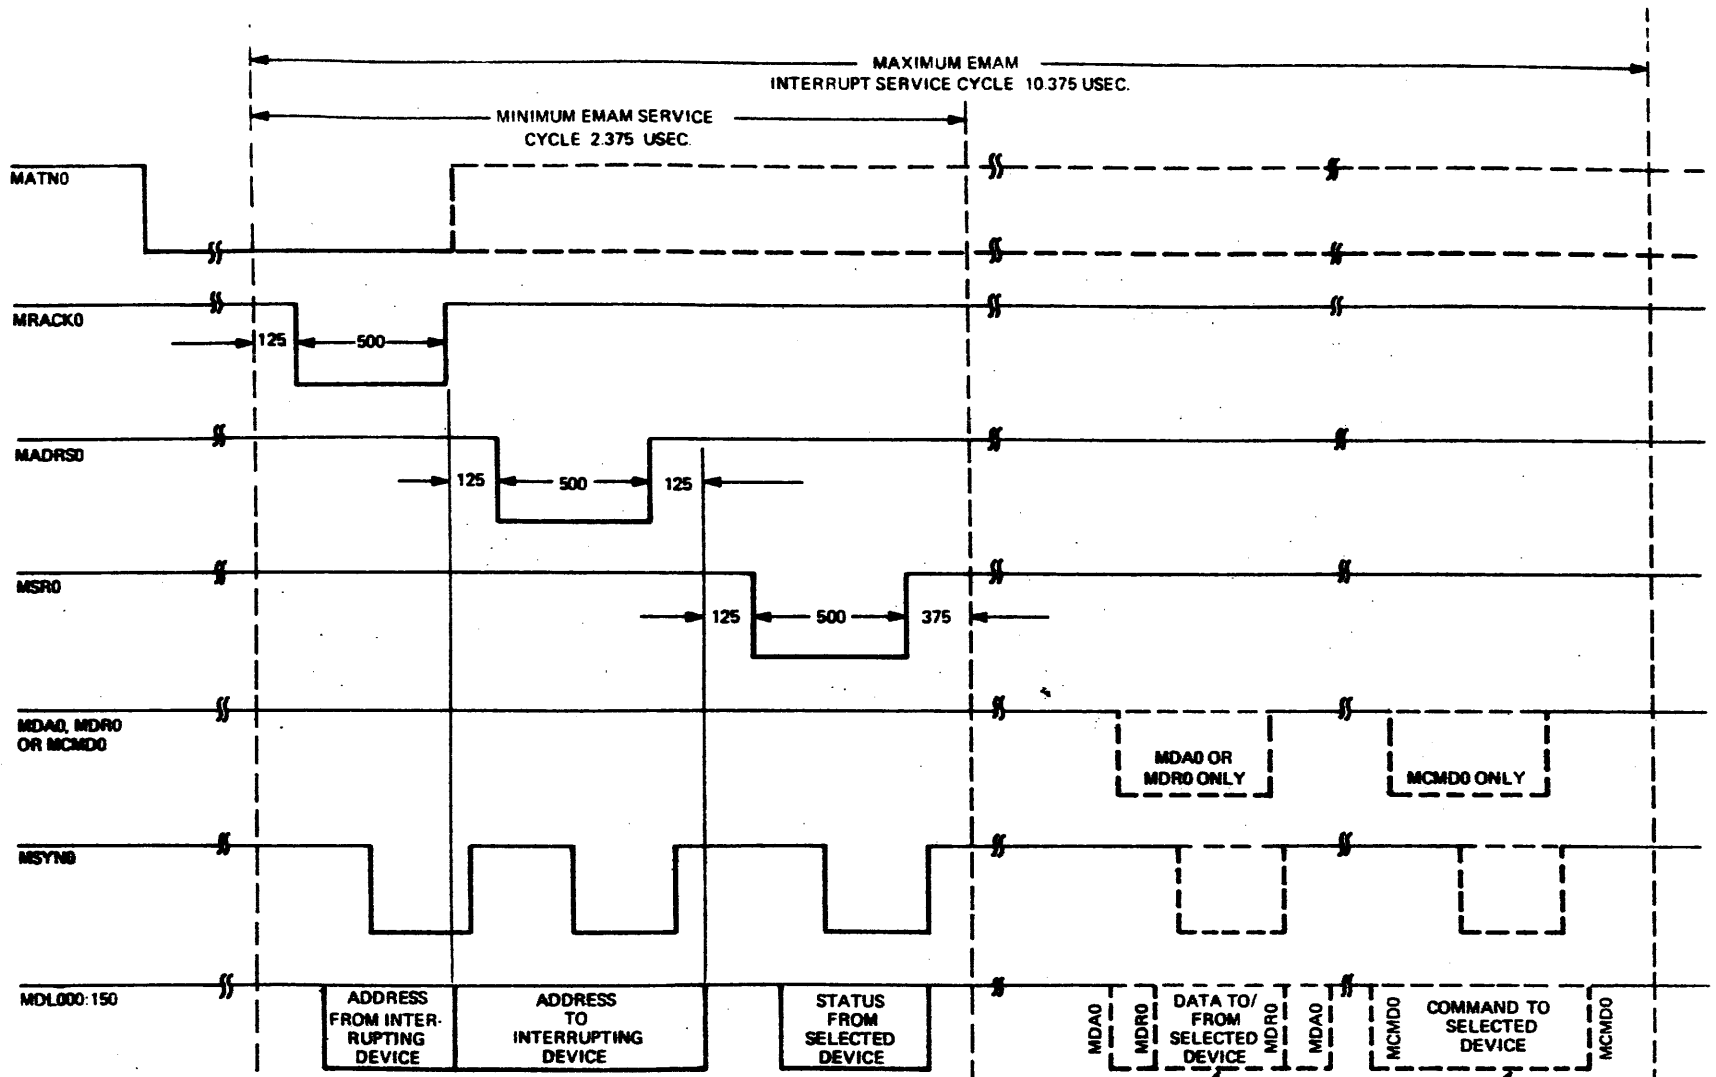 MAXIMUM EMAM
INTERRUPT SERVICE CYCLE 10.375 USEC.
MINIMUM EMAM SERVICE
CYCLE 2.375 USEC.
MATN0
MRACK0
125
500
MADRS0
125
500
125
MSR0
125
500
375
MDA0, MDR0
OR MCMD0
MDA0 OR
MDR0 ONLY
MCMD0 ONLY
MSYN0
MDL000:150
ADDRESS
FROM INTER-
RUPTING
DEVICE
ADDRESS
TO
INTERRUPTING
DEVICE
STATUS
FROM
SELECTED
DEVICE
MDA0
MDR0
DATA TO/
FROM
SELECTED
DEVICE
MDR0
MDA0
MCMD0
COMMAND TO
SELECTED
DEVICE
MCMD0